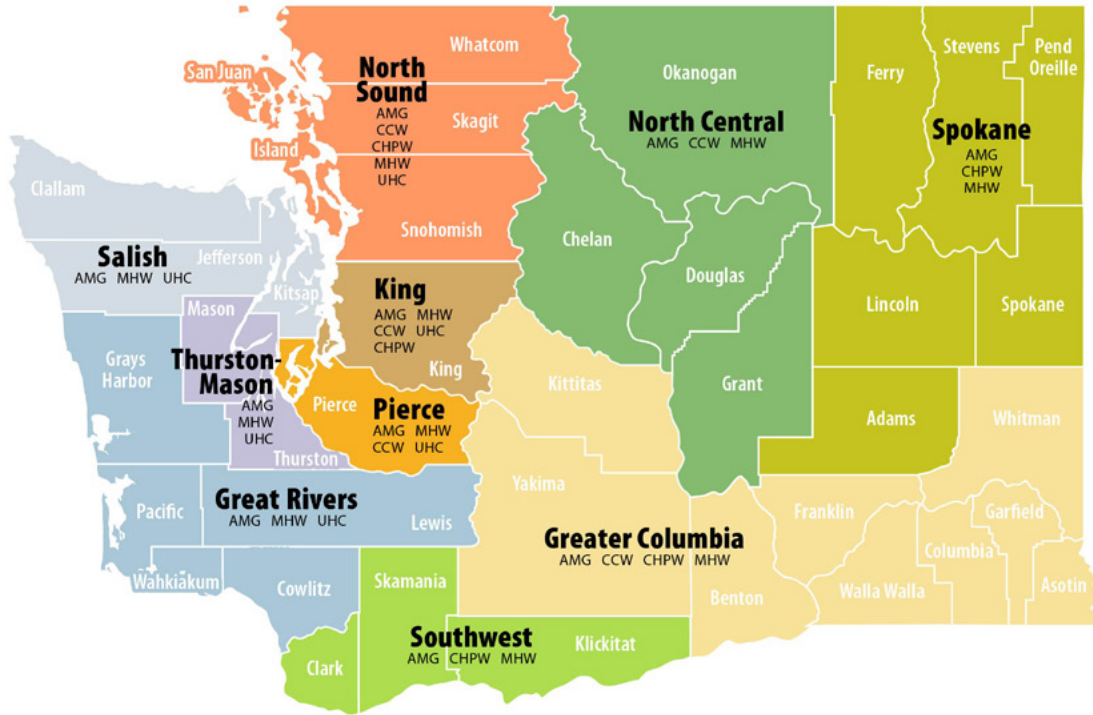 Whatcom
San Juan
North
Sound
AMG
CCW
CHPW
MHW
UHC
Skagit
Island
Snohomish
Okanogan
North Central
AMG CCW MHW
Chelan
Douglas
Grant
Ferry
Stevens
Pend
Oreille
Spokane
AMG
CHPW
MHW
Lincoln
Spokane
Adams
Clallam
Salish
AMG MHW UHC
Jefferson
Kitsap
King
AMG MHW
CCW UHC
CHPW
King
Mason
Thurston-
Mason
AMG
MHW
UHC
Thurston
Pierce
Pierce
AMG MHW
CCW UHC
Grays
Harbor
Great Rivers
AMG MHW UHC
Lewis
Pacific
Wahkiakum
Cowlitz
Kittitas
Yakima
Greater Columbia
AMG CCW CHPW MHW
Benton
Franklin
Walla Walla
Columbia
Garfield
Asotin
Whitman
Skamania
Southwest
AMG CHPW MHW
Klickitat
Clark